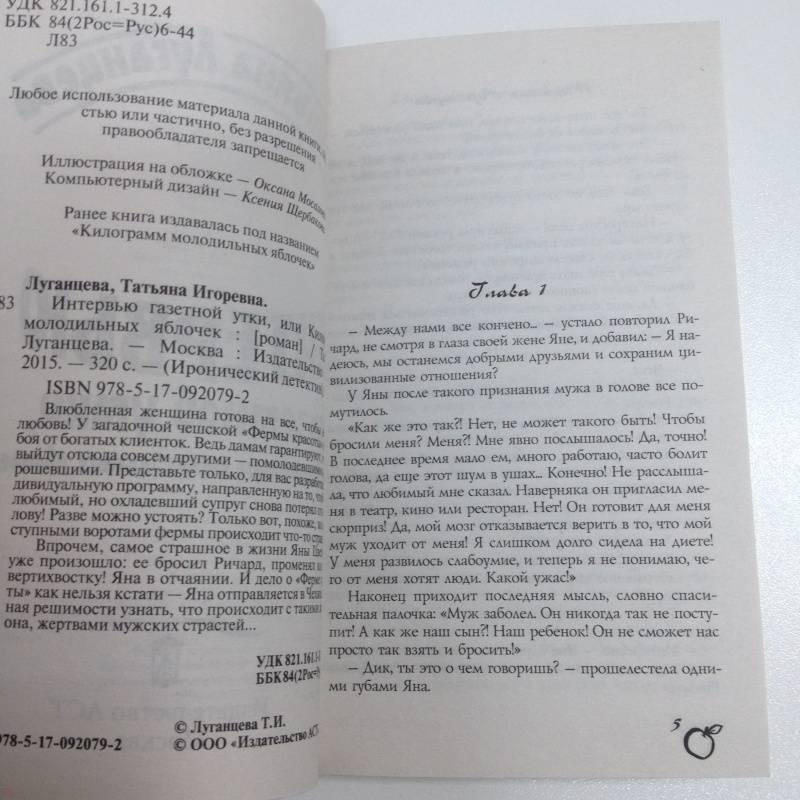 УДК 821.161.1-312.4
ББК 84(2Рос=Рус)6-44
Л83
Любое использование материала данной книги,
стью или частично, без разрешения
правообладателя запрещается
Иллюстрация на обложке — Оксана
Компьютерный дизайн — Ксения
Ранее книга издавалась под названием
«Килограмм молодильных яблочек»
Луганцева, Татьяна Игоревна.
83 Интервью газетной утки, или
молодильных яблочек : [роман] /
Луганцева. — Москва : Издательство
2015. — 320 с. — (Иронический детектив
ISBN 978-5-17-092079-2
Влюбленная женщина готова на все,
любовь! У загадочной чешской «Фермы красоты
боя от богатых клиенток. Ведь дамам гарантируют,
выйдут отсюда совсем другими — помолодевшими,
рошевшими. Представьте только, для вас
дивидуальную программу, направленную на то,
любимый, но охладевший супруг снова потерял
лову! Разве можно устоять? Только вот, похоже,
ступными воротами фермы происходит что-то
Впрочем, самое страшное в жизни Яны
уже произошло: ее бросил Ричард, променял
вертихвостку! Яна в отчаянии. И дело о «Ферме
ты» как нельзя кстати — Яна отправляется в
ная решимости узнать, что происходит с такими
она, жертвами мужских страстей...
УДК 821.161.1-
ББК 84(2Рос=
© Луганцева Т.И.
978-5-17-092079-2 © ООО «Издательство АСТ
Глава 1
— Между нами все кончено... — устало повторил Ри-
чард, не смотря в глаза своей жене Яне, и добавил: — Я на-
деюсь, мы останемся добрыми друзьями и сохраним ци-
вилизованные отношения?
У Яны после такого признания мужа в голове все по-
мутилось.
«Как же это так?! Нет, не может такого быть! Чтобы
бросили меня? Меня?! Мне явно послышалось! Да, точно!
В последнее время мало ем, много работаю, часто болит
голова, да еще этот шум в ушах... Конечно! Не расслыша-
ла, что любимый мне сказал. Наверняка он пригласил ме-
ня в театр, кино или ресторан. Нет! Он готовит для меня
сюрприз! Да, мой мозг отказывается верить в то, что мой
муж уходит от меня! Я слишком долго сидела на диете!
У меня развилось слабоумие, и теперь я не понимаю, че-
го от меня хотят люди. Какой ужас!»
Наконец приходит последняя мысль, словно спаси-
тельная палочка: «Муж заболел. Он никогда так не посту-
пит! А как же наш сын?! Наш ребенок! Он не сможет нас
просто так взять и бросить!»
— Дик, ты это о чем говоришь? — прошелестела одни-
ми губами Яна.
5